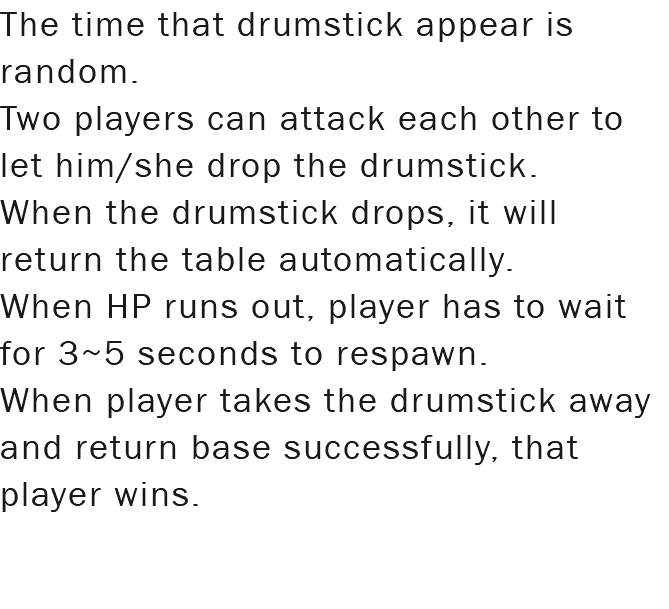 The time that drumstick appear is
random.
Two players can attack each other to
let him/she drop the drumstick.
When the drumstick drops, it will
return the table automatically.
When HP runs out, player has to wait
for 3~5 seconds to respawn.
When player takes the drumstick away
and return base successfully, that
player wins.